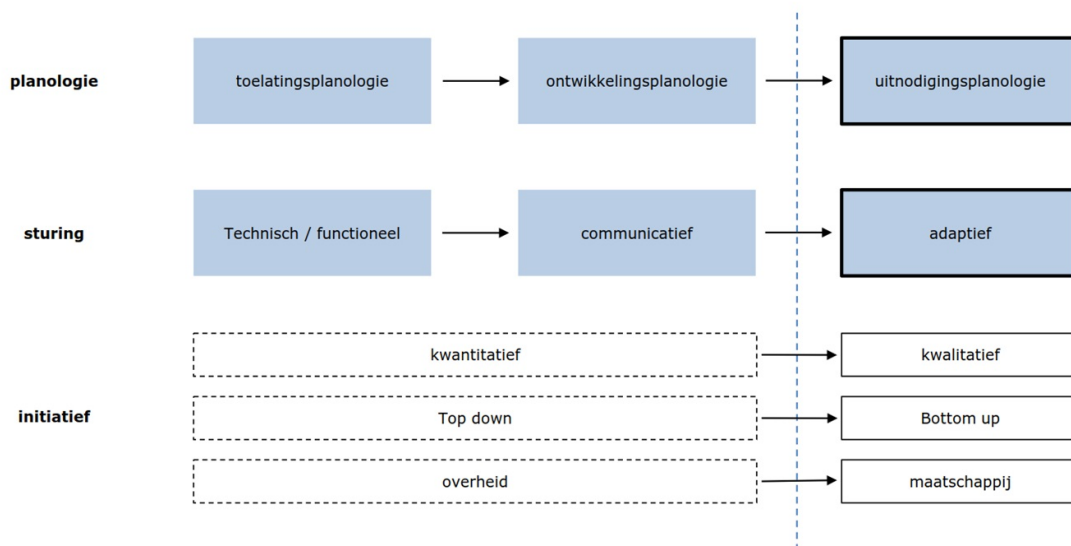 planologie
toelatingsplanologie
ontwikkelingsplanologie
uitnodigingsplanologie
sturing
Technisch / functioneel
communicatief
adaptief
kwantitatief
kwalitatief
initiatief
Top down
Bottom up
overheid
maatschappij